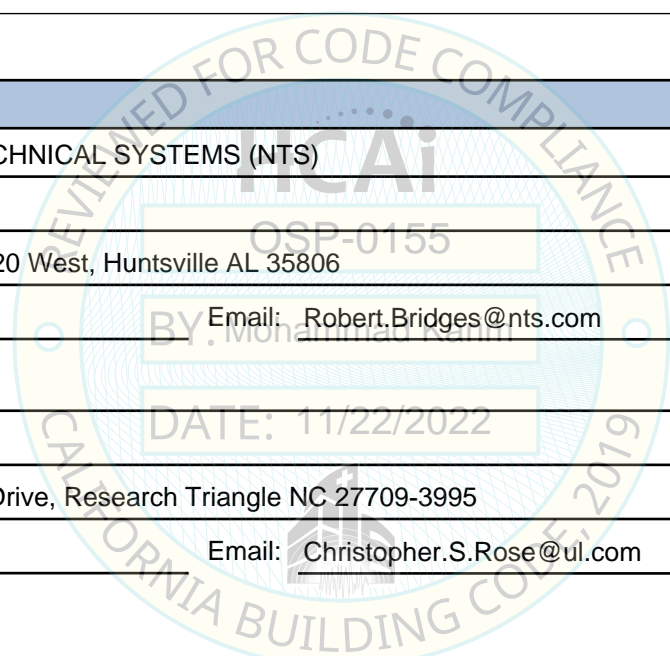 REVIEWED FOR CODE COMPLIANCE
HCAi
CHNICAL SYSTEMS (NTS)
OSP-0155
20 West, Huntsville AL 35806
Email: Robert.Bridges@nts.com
BY: Mohammad Karim
DATE: 11/22/2022
Drive, Research Triangle NC 27709-3995
Email: Christopher.S.Rose@ul.com
CALIFORNIA BUILDING CODE, 2019